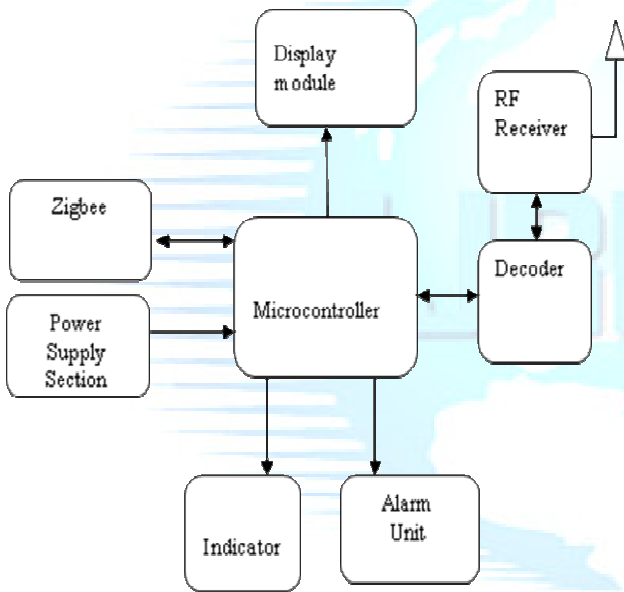 Display
module
RF
Receiver
Zigbee
Decoder
Microcontroller
Power
Supply
Section
Alarm
Unit
Indicator